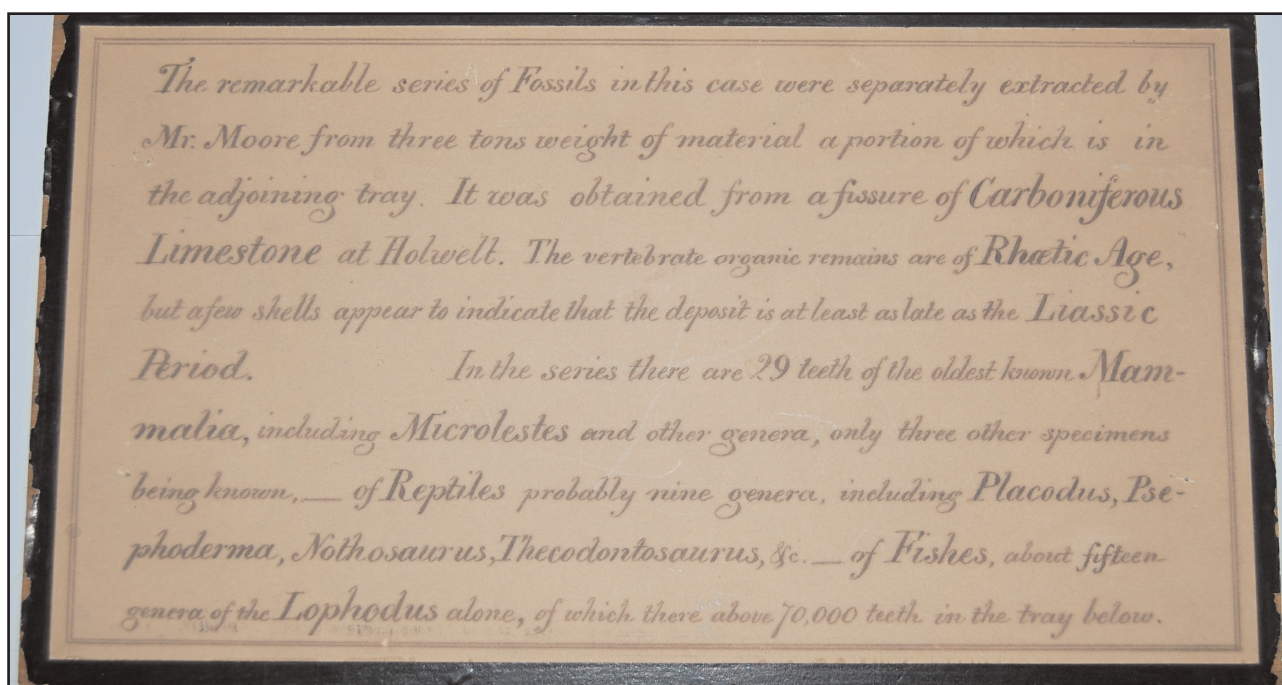 The remarkable series of Fossils in this case were separately extracted by
Mr. Moore from three tons weight of material a portion of which is in
the adjoining tray. It was obtained from a fissure of Carboniferous
Limestone at Holwelt. The vertebrate organic remains are of Rhætic Age,
but a few shells appear to indicate that the deposit is at least as late as the Liassic
Period. In the series there are 29 teeth of the oldest known Mam-
malia, including Microlestes and other genera, only three other specimens
being known, — of Reptiles probably nine genera, including Placodus, Pse-
phoderma, Nothosaurus, Thecodontosaurus, &c. — of Fishes, about fifteen
genera of the Lophodus alone, of which there above 70,000 teeth in the tray below.